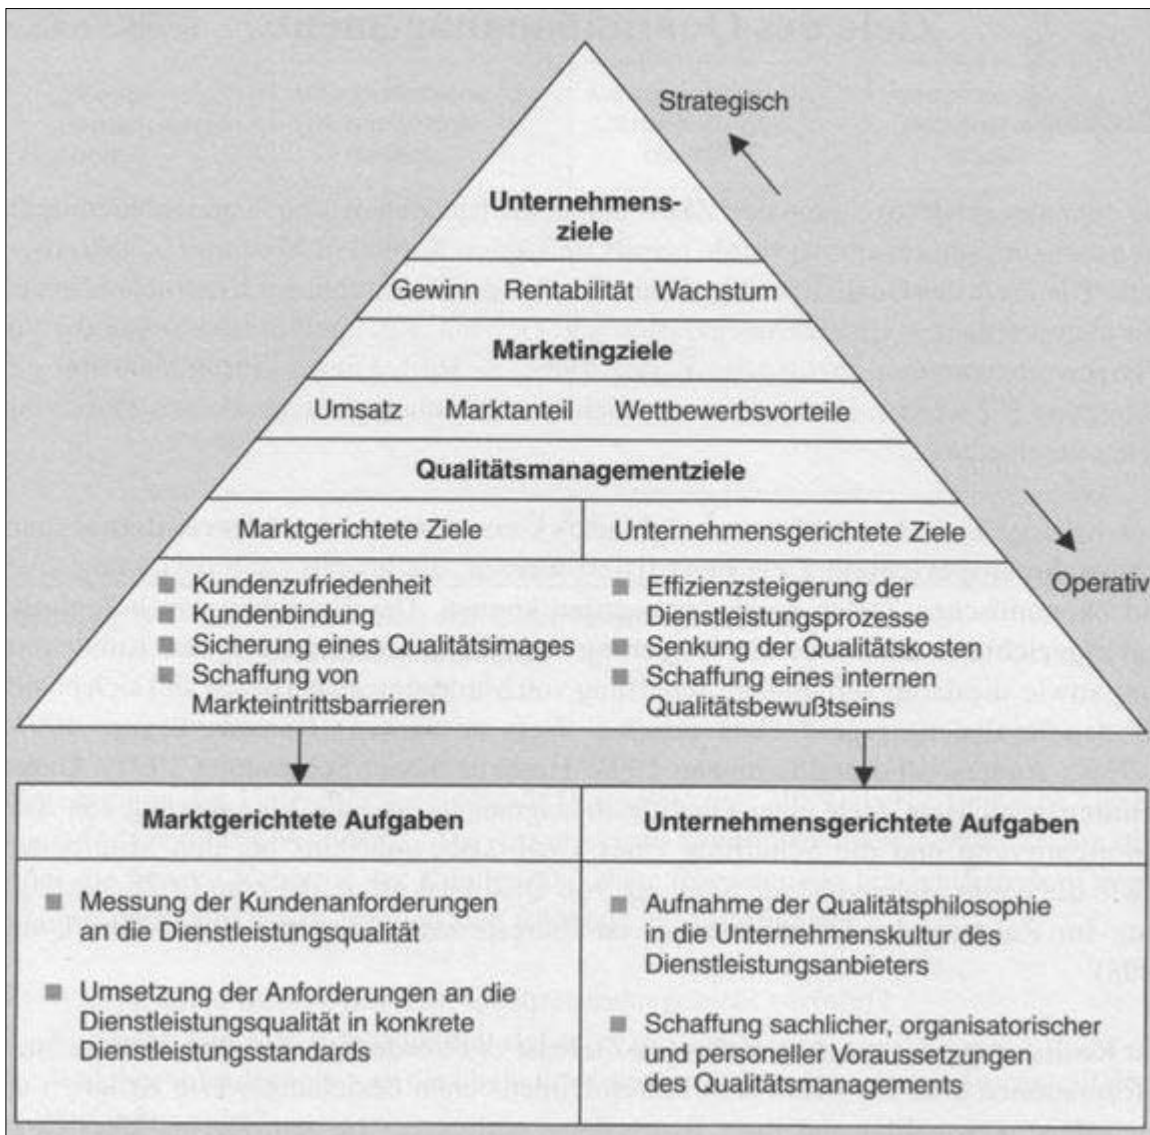 Strategisch
Unternehmens-
ziele
Gewinn Rentabilität Wachstum
Marketingziele
Umsatz Marktanteil Wettbewerbsvorteile
Qualitätsmanagementziele
Marktgerichtete Ziele
Unternehmensgerichtete Ziele
Operativ
Kundenzufriedenheit
Kundenbindung
Sicherung eines Qualitätsimages
Schaffung von
Markteintrittsbarrieren
Effizienzsteigerung der
Dienstleistungsprozesse
Senkung der Qualitätskosten
Schaffung eines internen
Qualitätsbewußtseins
Marktgerichtete Aufgaben
Messung der Kundenanforderungen
an die Dienstleistungsqualität
Umsetzung der Anforderungen an die
Dienstleistungsqualität in konkrete
Dienstleistungsstandards
Unternehmensgerichtete Aufgaben
Aufnahme der Qualitätsphilosophie
in die Unternehmenskultur des
Dienstleistungsanbieters
Schaffung sachlicher, organisatorischer
und personeller Voraussetzungen
des Qualitätsmanagements